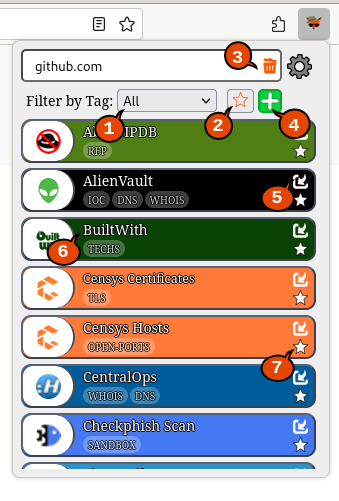 3
github.com
Filter by Tag: All
1
2
4
IPDB
REP
AlienVault
IOC DNS WHOIS
5
BuiltWith
TECHS
6
Censys Certificates
TLS
Censys Hosts
OPEN-PORTS
7
:H
CentralOps
WHOIS DNS
Checkphish Scan
SANDBOX